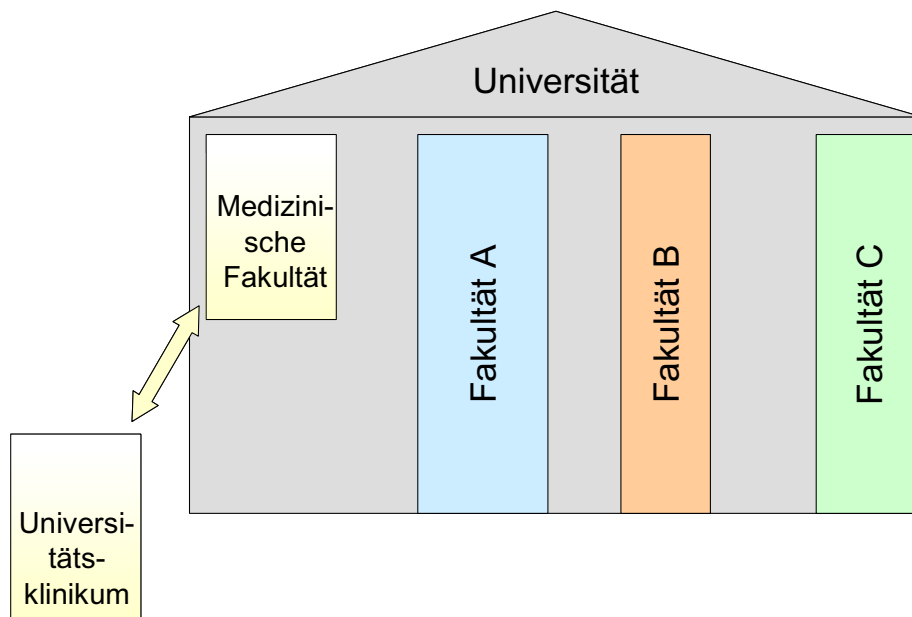 Universität
Medizini-
sche
Fakultät
Fakultät A
Fakultät B
Fakultät C
Universi-
täts-
klinikum